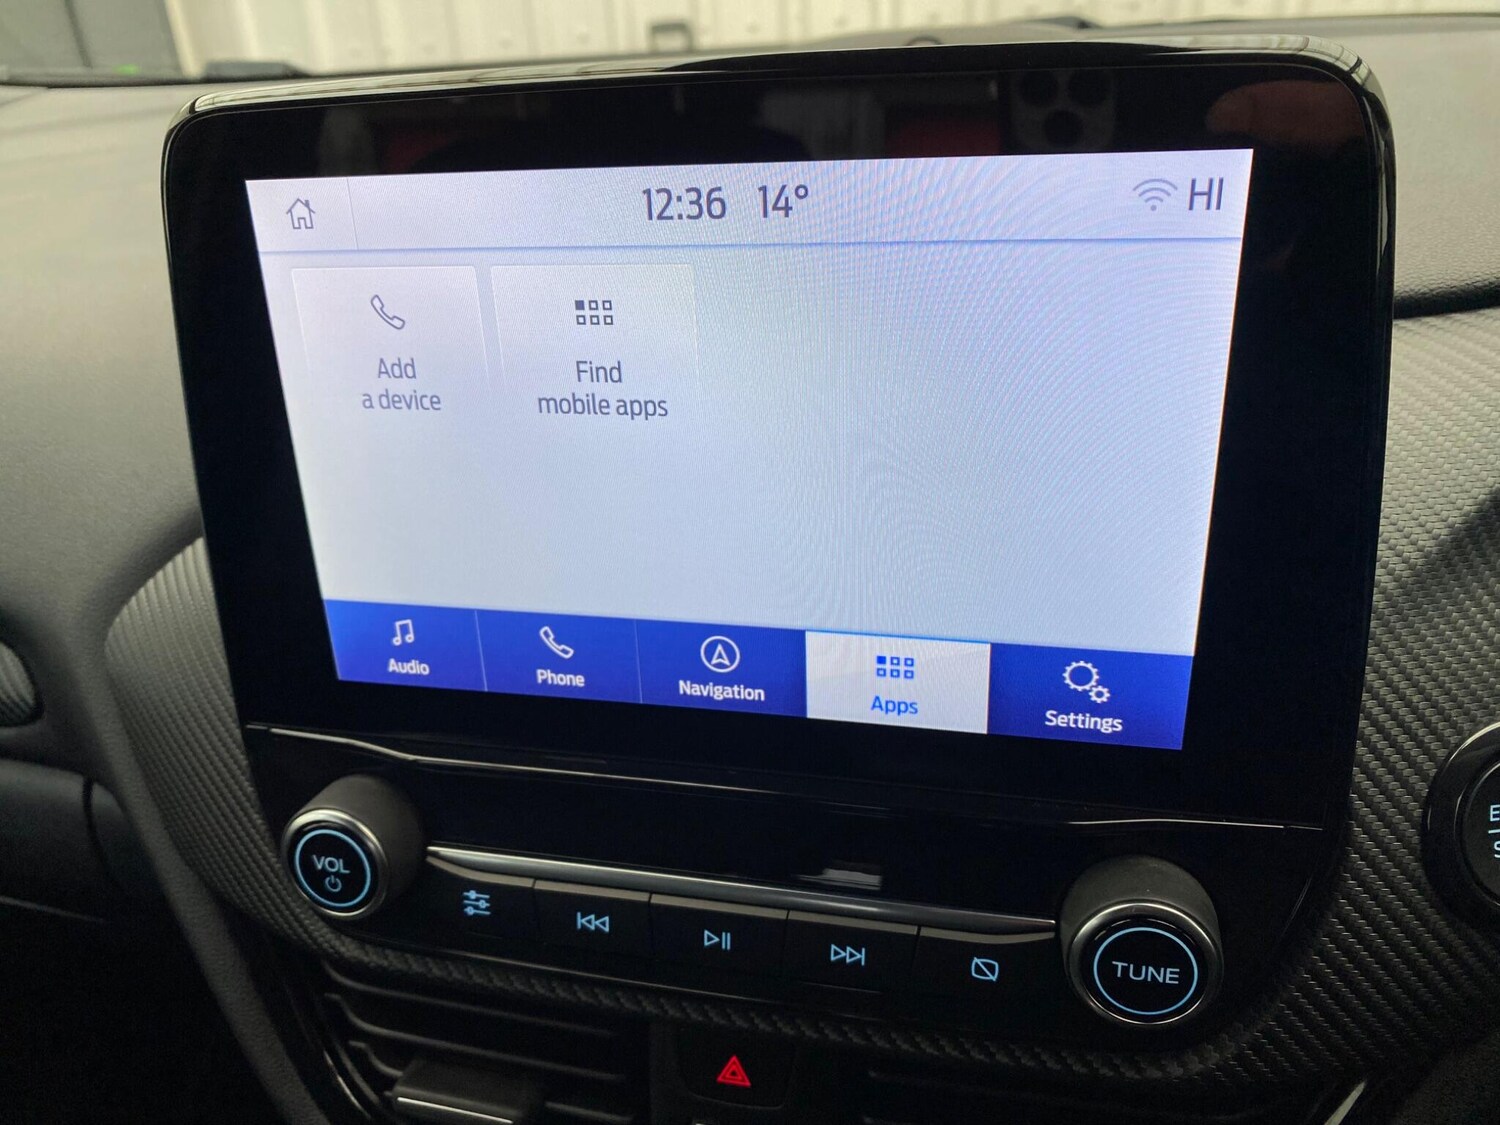 12:36 14° HI
Add
a device
Find
mobile apps
Audio
Phone
Navigation
Apps
Settings
VOL
TUNE